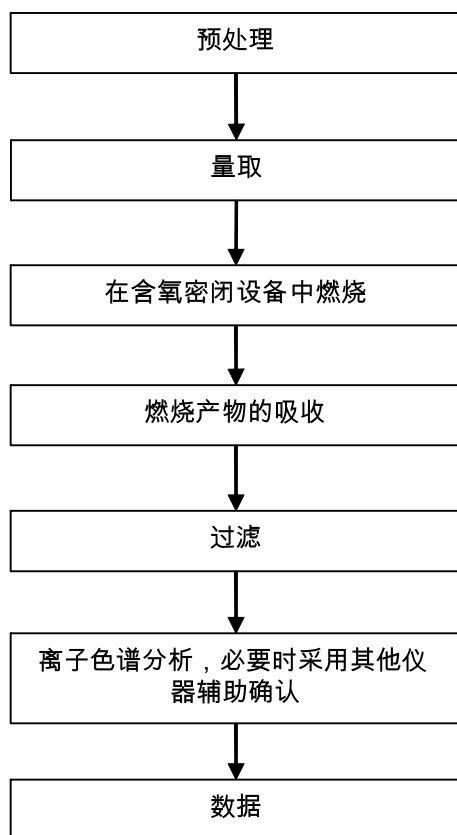 预处理
量取
在含氧密闭设备中燃烧
燃烧产物的吸收
过滤
离子色谱分析，必要时采用其他仪
器辅助确认
数据